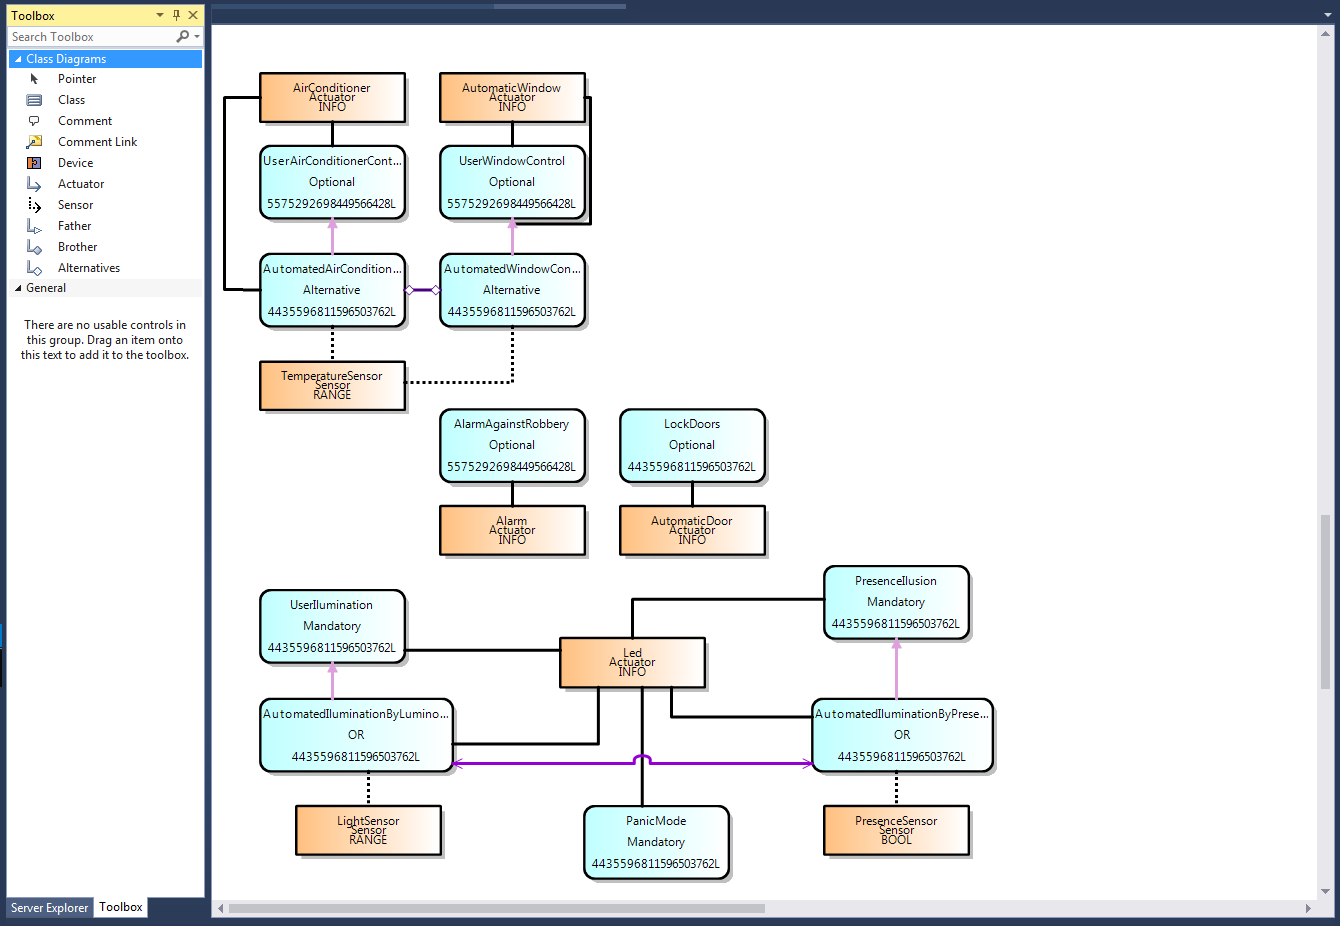 Toolbox
Search Toolbox
Class Diagrams
Pointer
Class
Comment
Comment Link
Device
Actuator
Sensor
Father
Brother
Alternatives
General
There are no usable controls in
this group. Drag an item onto
this text to add it to the toolbox.
Server Explorer
Toolbox
AirConditioner
Actuator
INFO
AutomaticWindow
Actuator
INFO
UserAirConditionerCont...
Optional
5575292698449566428L
UserWindowControl
Optional
5575292698449566428L
AutomatedAirCondition...
Alternative
4435596811596503762L
AutomatedWindowCon...
Alternative
4435596811596503762L
TemperatureSensor
Sensor
RANGE
AlarmAgainstRobbery
Optional
5575292698449566428L
LockDoors
Optional
4435596811596503762L
Alarm
Actuator
INFO
AutomaticDoor
Actuator
INFO
UserIlumination
Mandatory
4435596811596503762L
PresenceIlusion
Mandatory
4435596811596503762L
Led
Actuator
INFO
AutomatedIluminationByLumino...
OR
4435596811596503762L
AutomatedIluminationByPrese...
OR
4435596811596503762L
LightSensor
Sensor
RANGE
PanicMode
Mandatory
4435596811596503762L
PresenceSensor
Sensor
BOOL